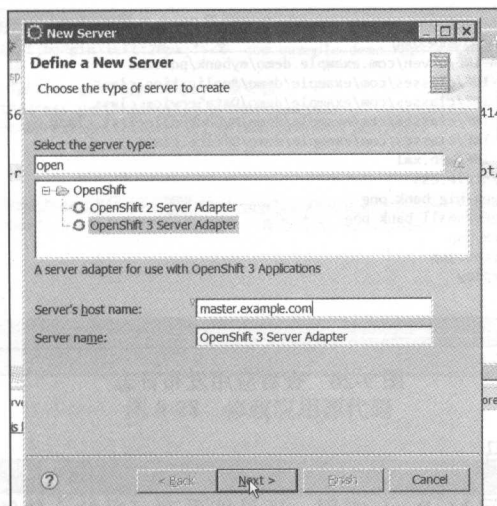 New Server
Define a New Server
Choose the type of server to create
Select the server type:
open
OpenShift
OpenShift 2 Server Adapter
OpenShift 3 Server Adapter
A server adapter for use with OpenShift 3 Applications
Server's host name:
master.example.com
Server name:
OpenShift 3 Server Adapter
< Back
Next >
Finish
Cancel